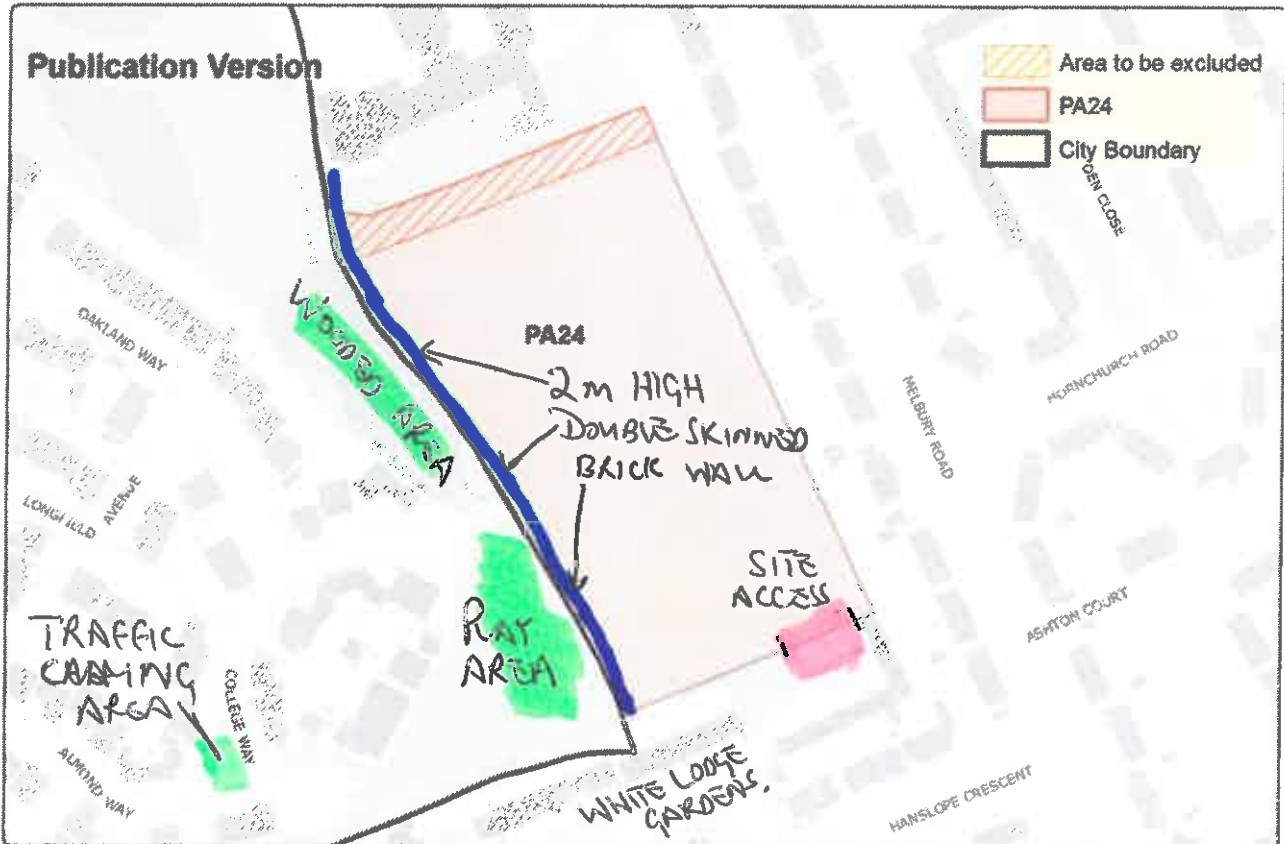 Publication Version
Area to be excluded
PA24
City Boundary
DEN CLOSE
OAKLAND WAY
WOODED AREA
PA24
2m HIGH
DOUBLE SKINNED
BRICK WALL
MELBURY ROAD
HORNCHURCH ROAD
LONGFIELD AVENUE
SITE
ACCESS
ASHTON COURT
TRAFFIC
CALMING
AREA
PLAY
AREA
COLLEGE WAY
ALMOND WAY
WHITE LODGE
GARDENS.
HANSLOPE CRESCENT